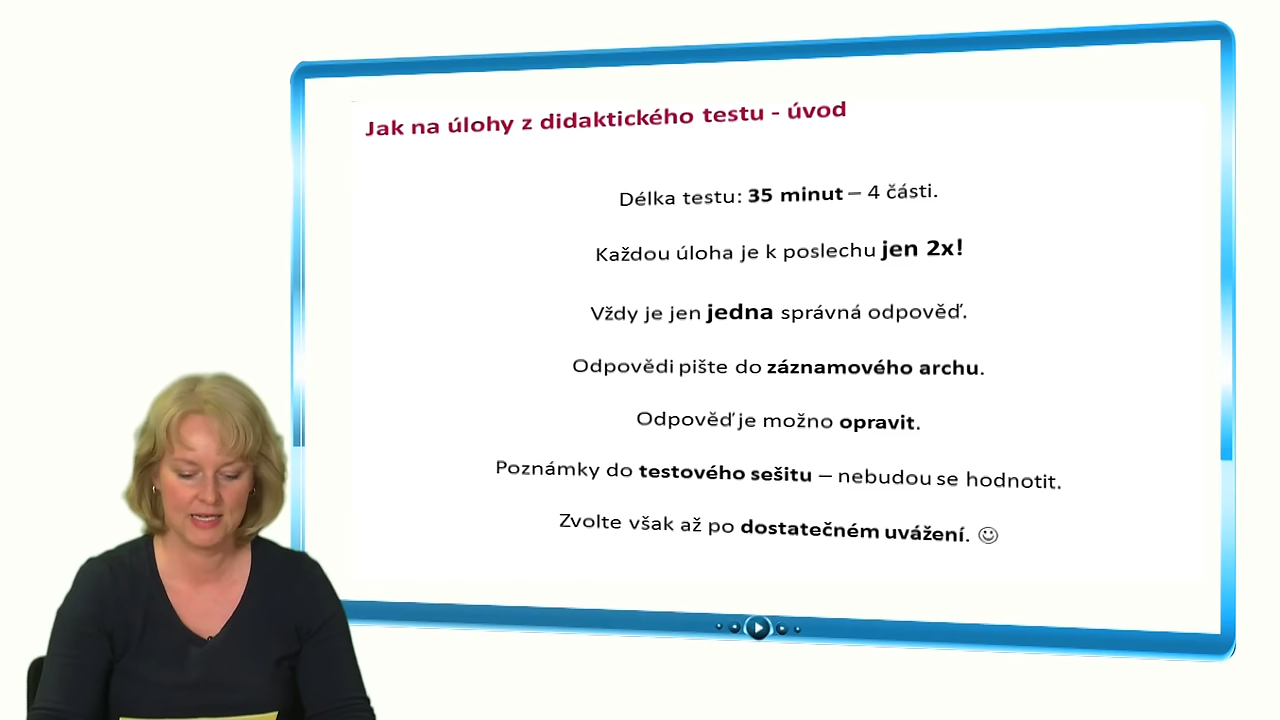 Jak na úlohy z didaktického testu - úvod
Délka testu: 35 minut – 4 části.
Každou úloha je k poslechu jen 2x!
Vždy je jen jedna správná odpověď.
Odpovědi pište do záznamového archu.
Odpověď je možno opravit.
Poznámky do testového sešitu – nebudou se hodnotit.
Zvolte však až po dostatečném uvážení. ☺